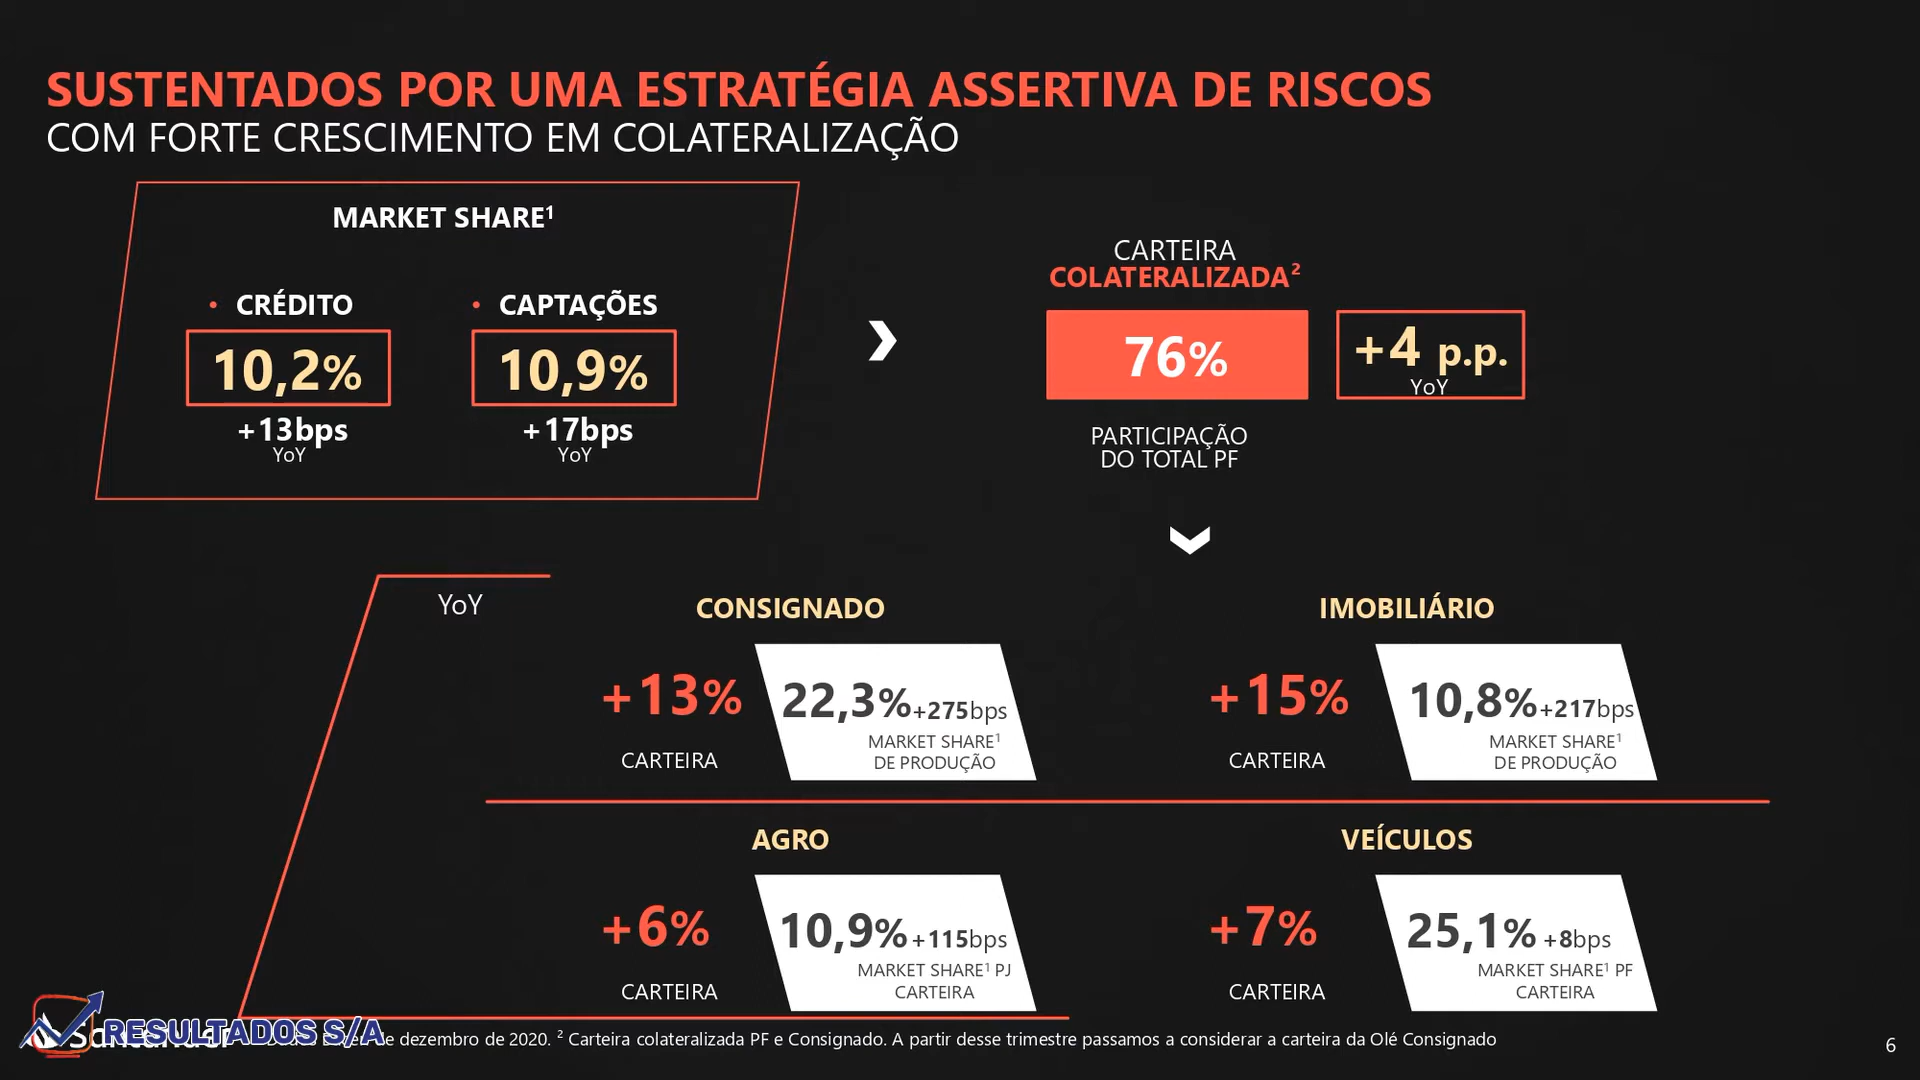 SUSTENTADOS POR UMA ESTRATÉGIA ASSERTIVA DE RISCOS
COM FORTE CRESCIMENTO EM COLATERALIZAÇÃO
MARKET SHARE¹
• CRÉDITO
10,2%
+13bps
YoY
• CAPTAÇÕES
10,9%
+17bps
YoY
CARTEIRA
COLATERALIZADA²
76%
+4 p.p.
YoY
PARTICIPAÇÃO
DO TOTAL PF
YoY
CONSIGNADO
+13%
CARTEIRA
22,3% +275bps
MARKET SHARE¹
DE PRODUÇÃO
IMOBILIÁRIO
+15%
CARTEIRA
10,8% +217bps
MARKET SHARE¹
DE PRODUÇÃO
AGRO
+6%
CARTEIRA
10,9% +115bps
MARKET SHARE¹ PJ
CARTEIRA
VEÍCULOS
+7%
CARTEIRA
25,1% +8bps
MARKET SHARE¹ PF
CARTEIRA
RESULTADOS S/A
de dezembro de 2020. ² Carteira colateralizada PF e Consignado. A partir desse trimestre passamos a considerar a carteira da Olé Consignado
6